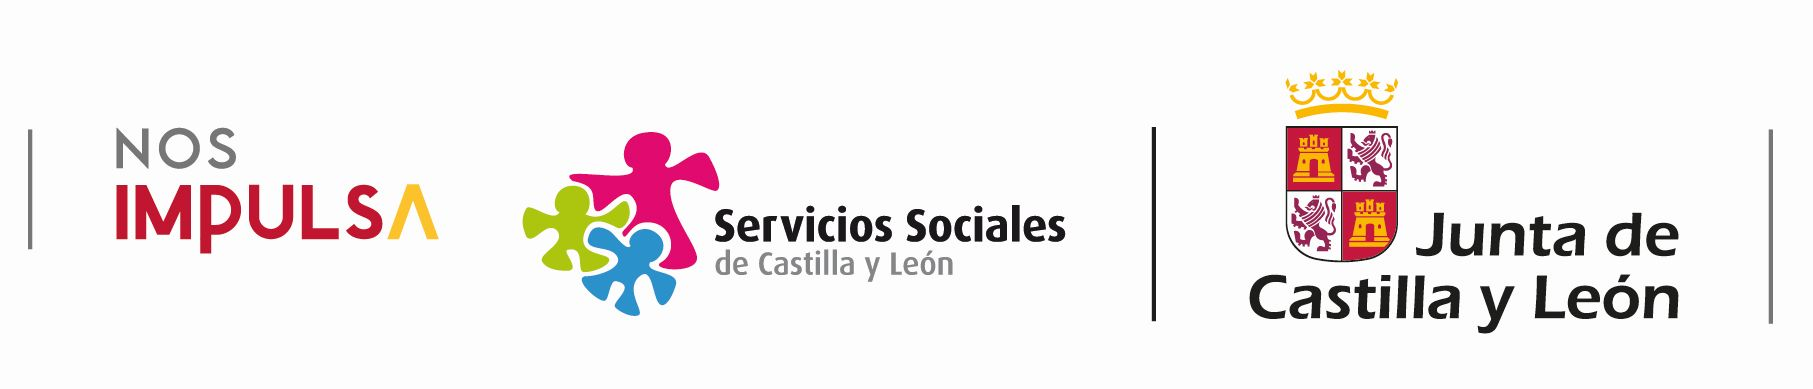 NOS
IMPULSA
Servicios Sociales
de Castilla y León
Junta de
Castilla y León